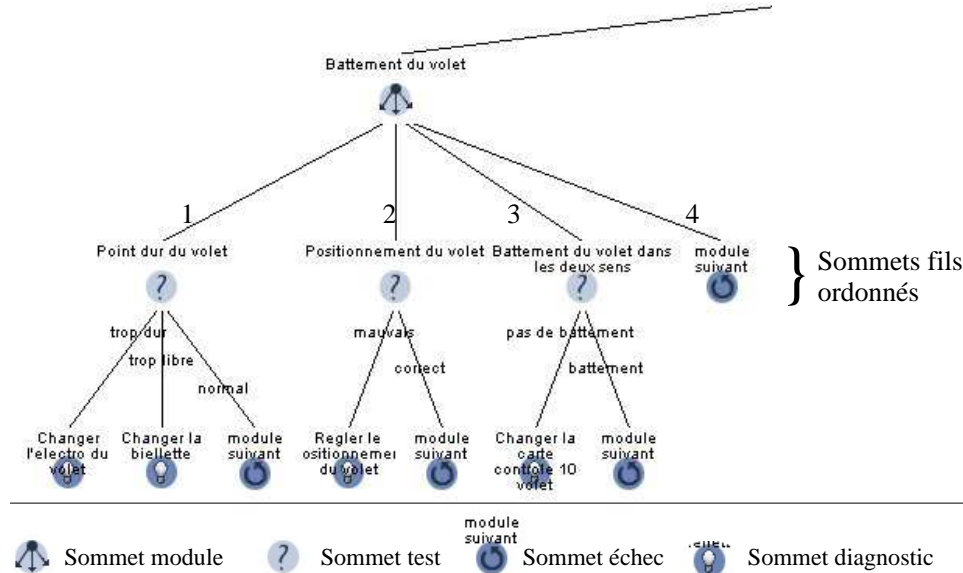 Battement du volet
1
2
3
4
Point dur du volet
Positionnement du volet
Battement du volet dans
les deux sens
module
suivant
} Sommets fils
ordonnés
trop dur
trop libre
normal
mauvais
correct
pas de battement
battement
Changer
l'electro du
volet
Changer la
biellette
module
suivant
Regler le
ositionnemer
du volet
module
suivant
Changer la
carte
controle 10
volet
module
suivant
Sommet module
? Sommet test
module
suivant
Sommet échec
Sommet diagnostic